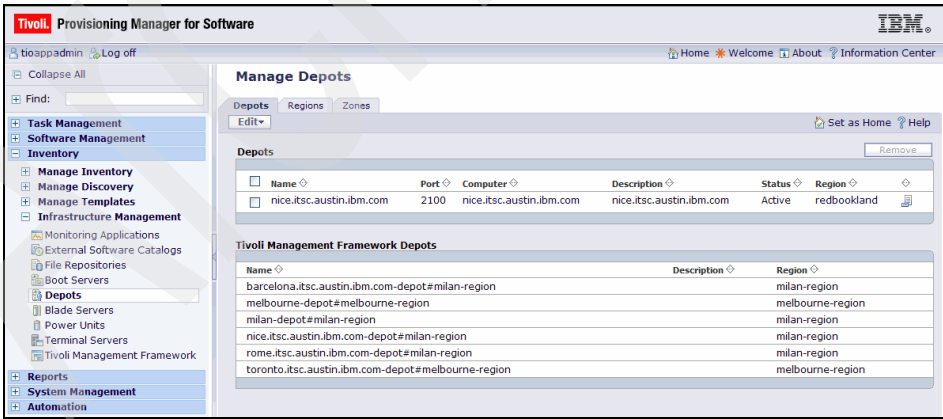 Tivoli. Provisioning Manager for Software IBM®
tioappadmin Log off Home Welcome About Information Center
Collapse All
Find:
Task Management
Software Management
Inventory
Manage Inventory
Manage Discovery
Manage Templates
Infrastructure Management
Monitoring Applications
External Software Catalogs
File Repositories
Boot Servers
Depots
Blade Servers
Power Units
Terminal Servers
Tivoli Management Framework
Reports
System Management
Automation
Manage Depots
Depots Regions Zones
Edit Set as Home Help
Depots Remove
Name Port Computer Description Status Region
nice.itsc.austin.ibm.com 2100 nice.itsc.austin.ibm.com nice.itsc.austin.ibm.com Active redbookland
Tivoli Management Framework Depots
Name Description Region
barcelona.itsc.austin.ibm.com-depot#milan-region milan-region
melbourne-depot#melbourne-region melbourne-region
milan-depot#milan-region milan-region
nice.itsc.austin.ibm.com-depot#milan-region milan-region
rome.itsc.austin.ibm.com-depot#milan-region milan-region
toronto.itsc.austin.ibm.com-depot#melbourne-region melbourne-region